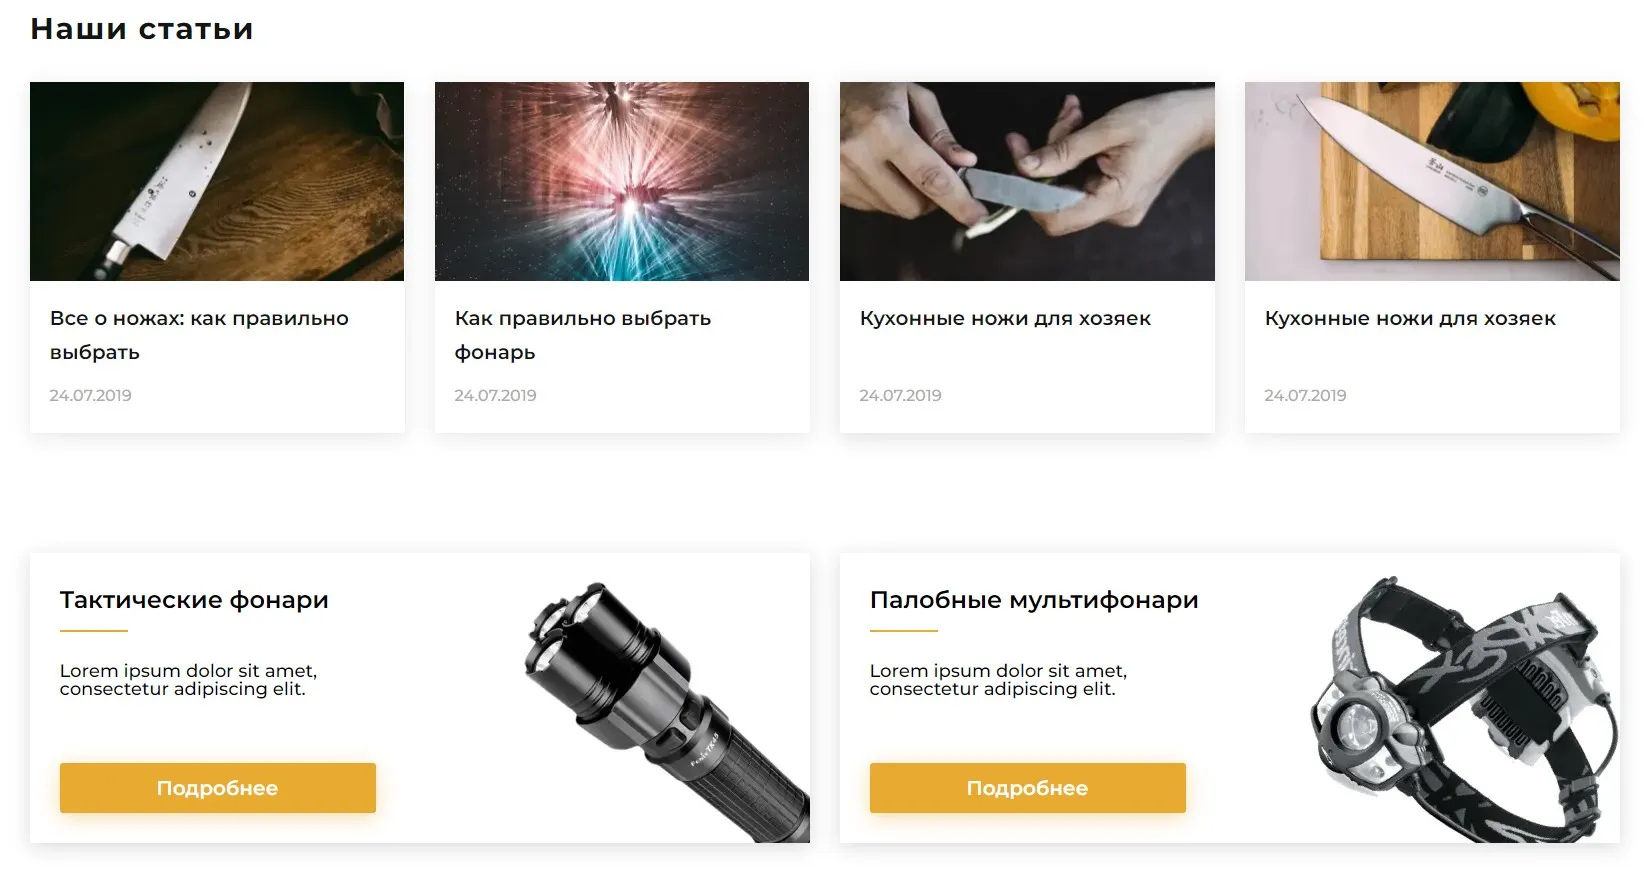 Наши статьи
Все о ножах: как правильно
выбрать
24.07.2019
Как правильно выбрать
фонарь
24.07.2019
Кухонные ножи для хозяек
24.07.2019
Кухонные ножи для хозяек
24.07.2019
Тактические фонари
Lorem ipsum dolor sit amet,
consectetur adipiscing elit.
Подробнее
Fenix TK45
Палобные мультифонари
Lorem ipsum dolor sit amet,
consectetur adipiscing elit.
Подробнее